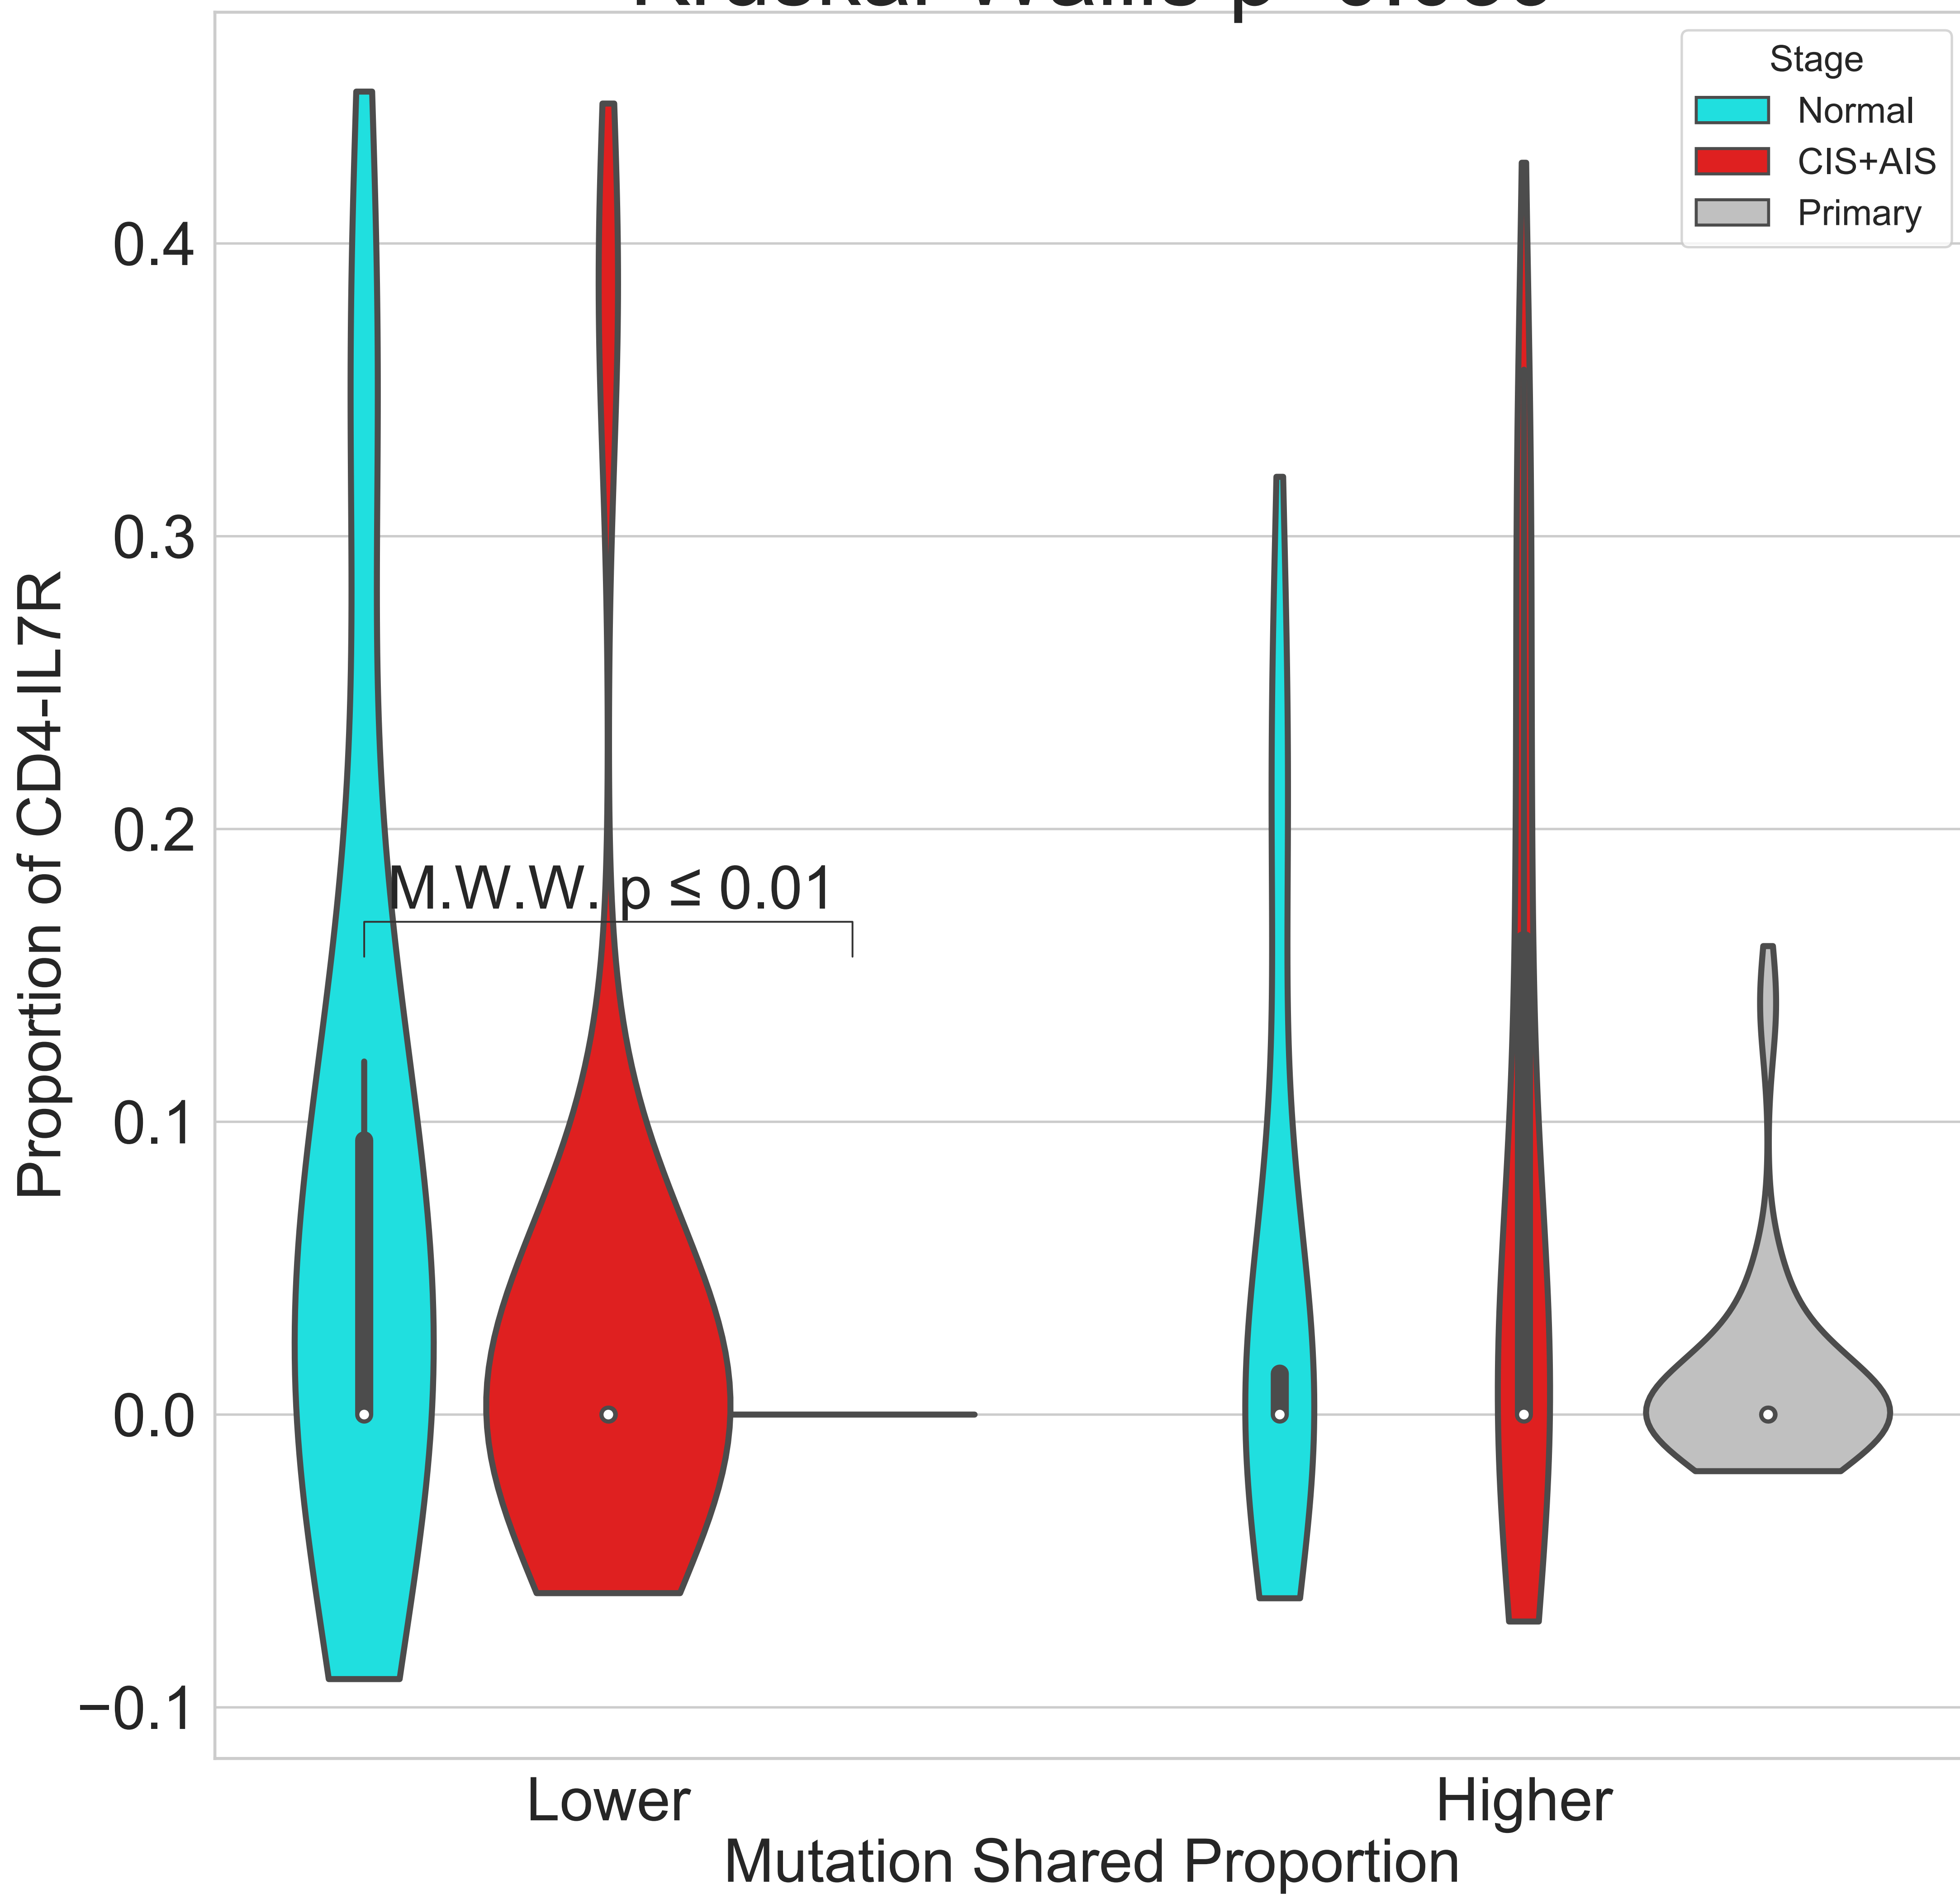 Stage
Normal
CIS+AIS
Primary
0.4
0.3
0.2
0.1
0.0
−0.1
Proportion of CD4-IL7R
M.W.W. p ≤ 0.01
Lower
Higher
Mutation Shared Proportion